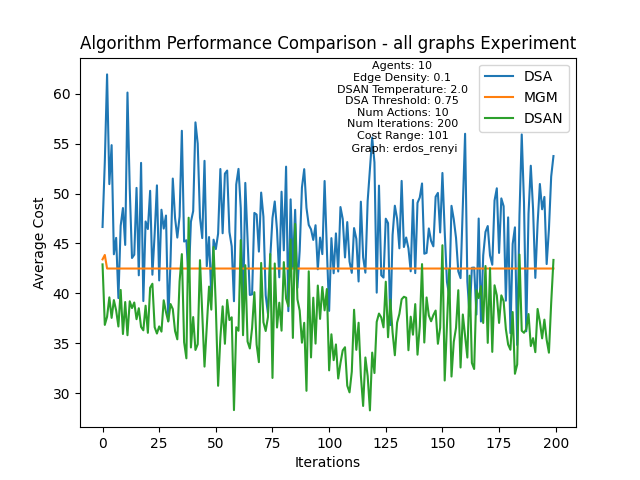 Algorithm Performance Comparison - all graphs Experiment
Agents: 10
Edge Density: 0.1
DSAN Temperature: 2.0
DSA Threshold: 0.75
Num Actions: 10
Num Iterations: 200
Cost Range: 101
Graph: erdos_renyi
DSA
MGM
DSAN
Average Cost
60
55
50
45
40
35
30
0 25 50 75 100 125 150 175 200
Iterations